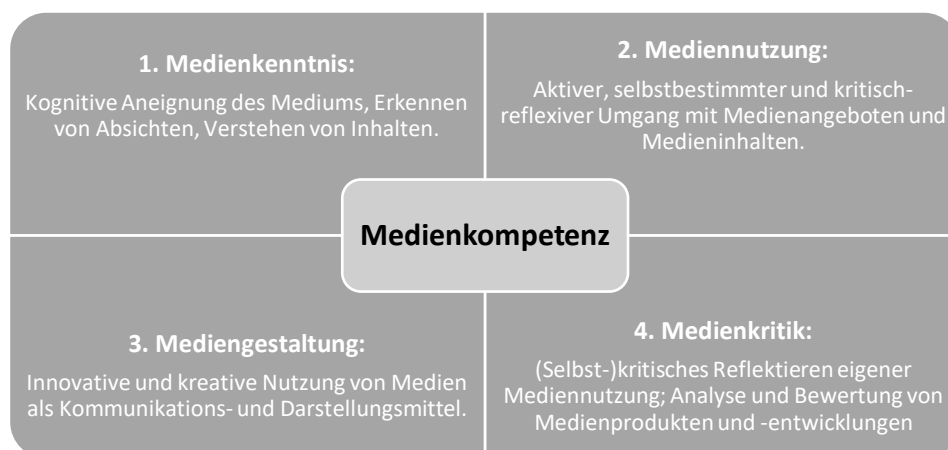 1. Medienkenntnis:
Kognitive Aneignung des Mediums, Erkennen
von Absichten, Verstehen von Inhalten.
2. Mediennutzung:
Aktiver, selbstbestimmter und kritisch-
reflexiver Umgang mit Medienangeboten und
Medieninhalten.
Medienkompetenz
3. Mediengestaltung:
Innovative und kreative Nutzung von Medien
als Kommunikations- und Darstellungsmittel.
4. Medienkritik:
(Selbst-)kritisches Reflektieren eigener
Mediennutzung; Analyse und Bewertung von
Medienprodukten und -entwicklungen